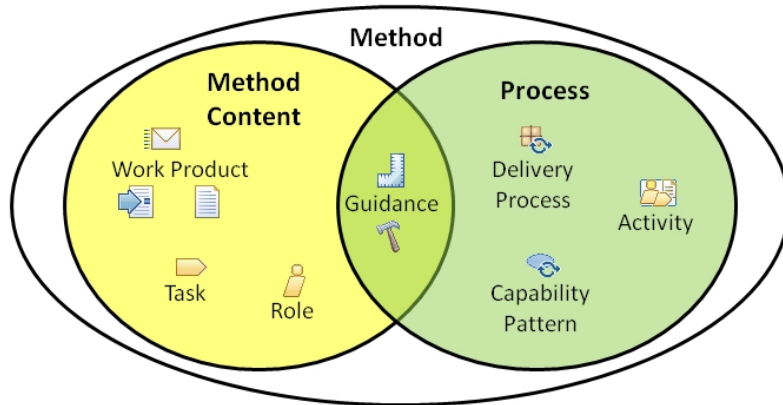 Method
Method
Content
Process
Work Product
Guidance
Delivery
Process
Activity
Task
Role
Capability
Pattern